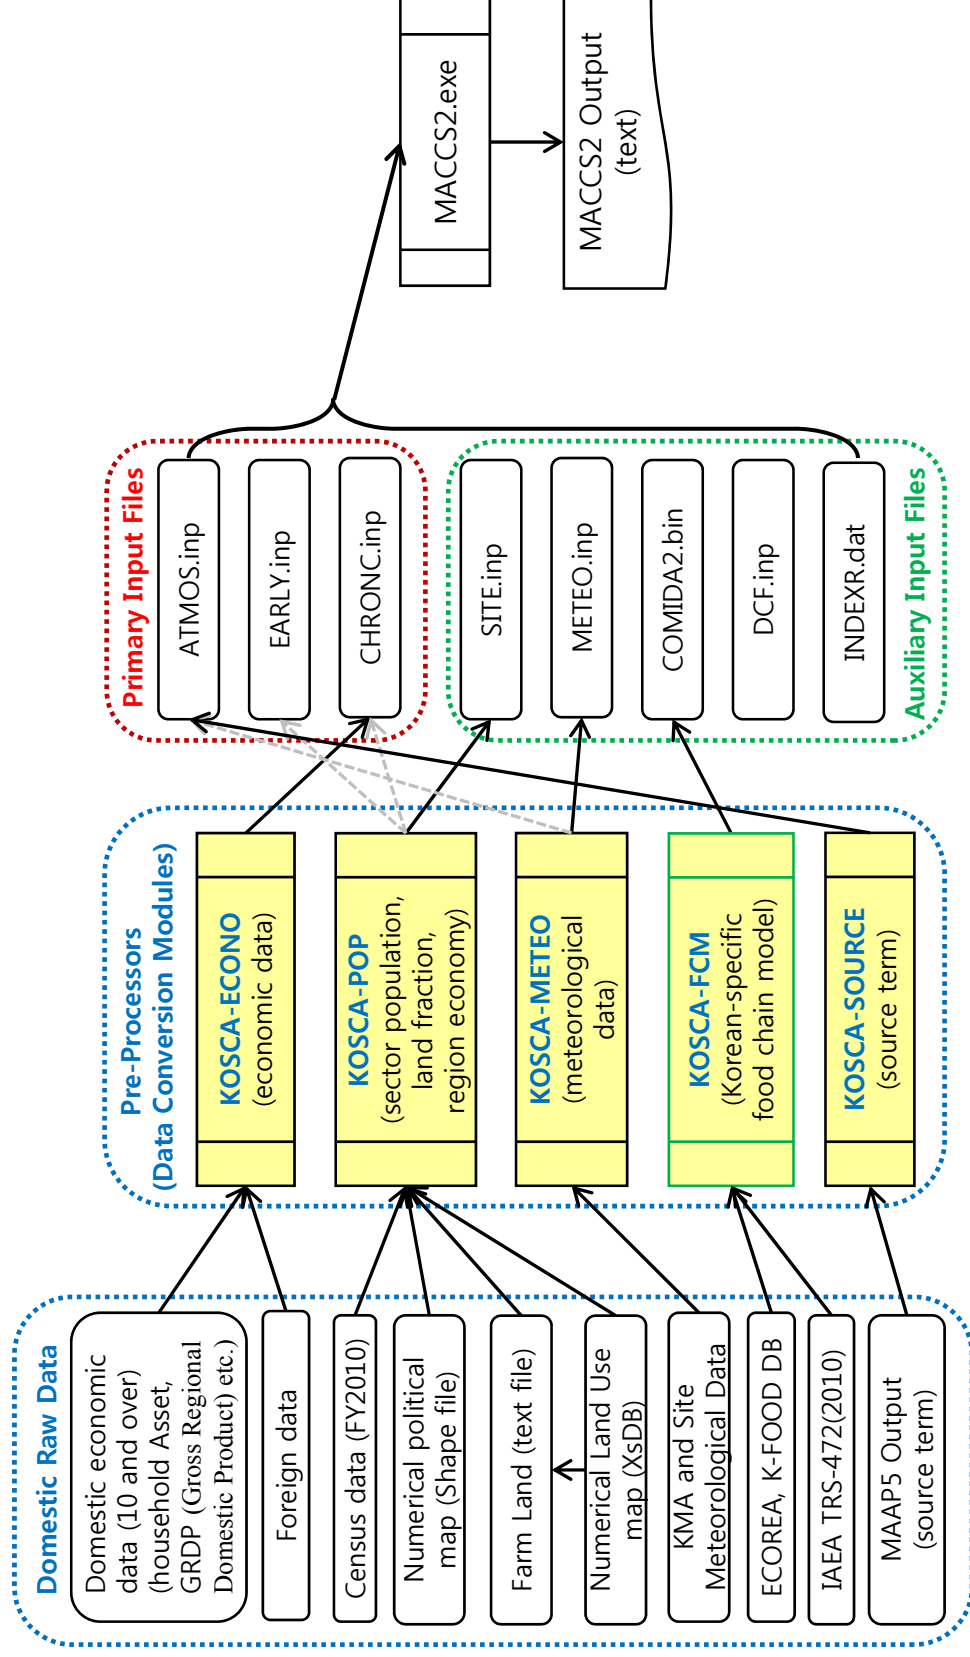 Domestic Raw Data
Domestic economic
data (10 and over)
(household Asset,
GRDP (Gross Regional
Domestic Product) etc.)
Foreign data
Census data (FY2010)
Numerical political
map (Shape file)
Farm Land (text file)
Numerical Land Use
map (XsDB)
KMA and Site
Meteorological Data
ECOREA, K-FOOD DB
IAEA TRS-472(2010)
MAAP5 Output
(source term)
Pre-Processors
(Data Conversion Modules)
KOSCA-ECONO
(economic data)
KOSCA-POP
(sector population,
land fraction,
region economy)
KOSCA-METEO
(meteorological
data)
KOSCA-FCM
(Korean-specific
food chain model)
KOSCA-SOURCE
(source term)
Primary Input Files
ATMOS.inp
EARLY.inp
CHRONC.inp
SITE.inp
METEO.inp
COMIDA2.bin
DCF.inp
INDEXR.dat
Auxiliary Input Files
MACCS2.exe
MACCS2 Output
(text)